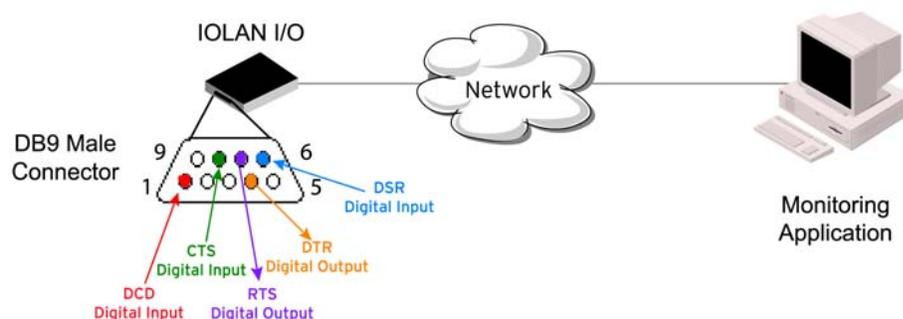 IOLAN I/O
Network
DB9 Male
Connector
9
6
1
5
DSR
Digital Input
CTS
Digital Input
DTR
Digital Output
DCD
Digital Input
RTS
Digital Output
Monitoring
Application